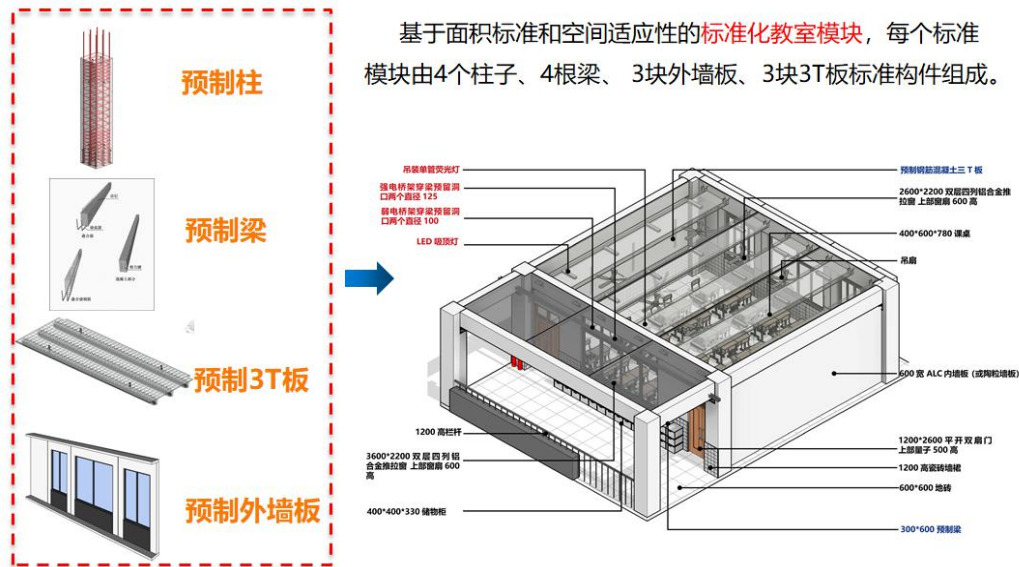 预制柱
预制梁
预制3T板
预制外墙板
基于面积标准和空间适应性的标准化教室模块，每个标准
模块由4个柱子、4根梁、 3块外墙板、3块3T板标准构件组成。
吊装单管荧光灯
强电桥架穿梁预留洞
口两个直径 125
弱电桥架穿梁预留洞
口两个直径 100
LED 吸顶灯
1200 高栏杆
3600*2200 双层四列铝
合金推拉窗 上部窗扇 600
高
400*400*330 储物柜
预制钢筋混凝土三 T 板
2600*2200 双层四列铝合金推
拉窗 上部窗扇 600 高
400*600*780 课桌
吊扇
600 宽 ALC 内墙板 (或陶粒墙板)
1200*2600 平开双扇门
上部量子 500 高
1200 高瓷砖墙裙
600*600 地砖
300*600 预制梁